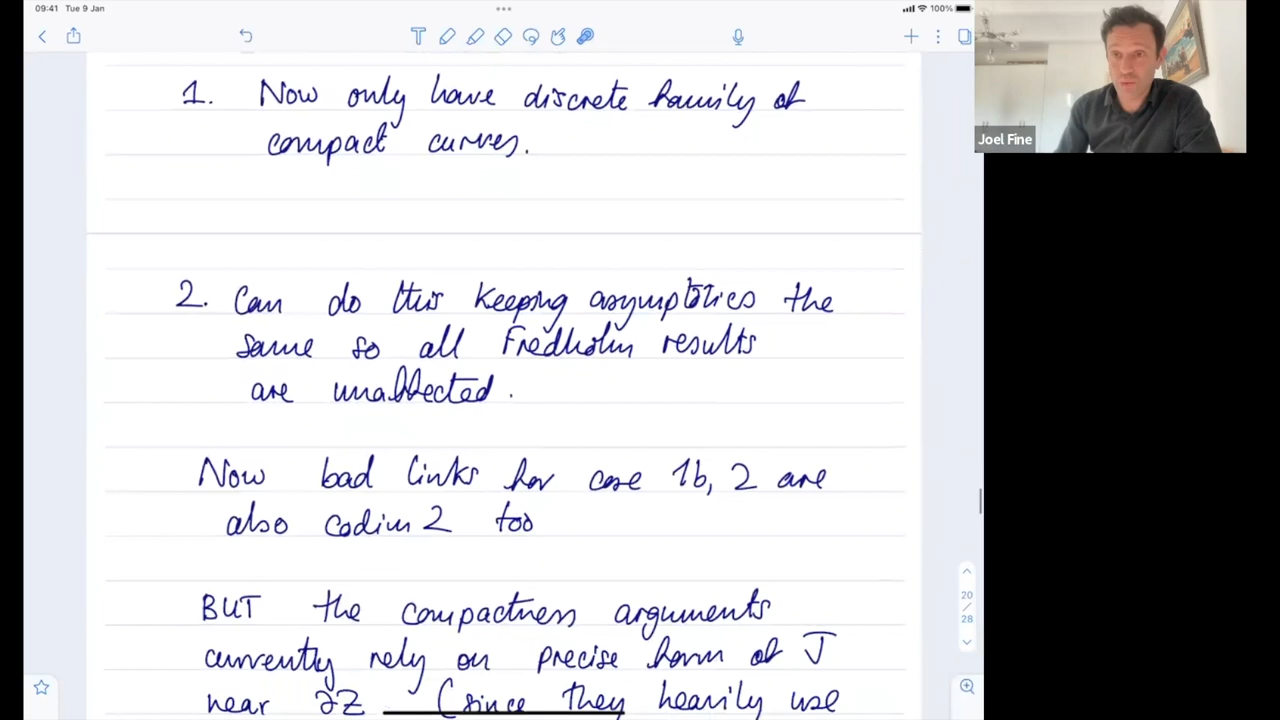 09:41 Tue 9 Jan
100%
Joel Fine
1. Now only have discrete family of
compact curves.
2. Can do this keeping asymptotics the
same so all Fredholm results
are unaffected.
Now bad links for case 1b, 2 are
also codim 2 too
BUT the compactness arguments
currently rely on precise form of J
near ∂Z (since they heavily use
20
/
28